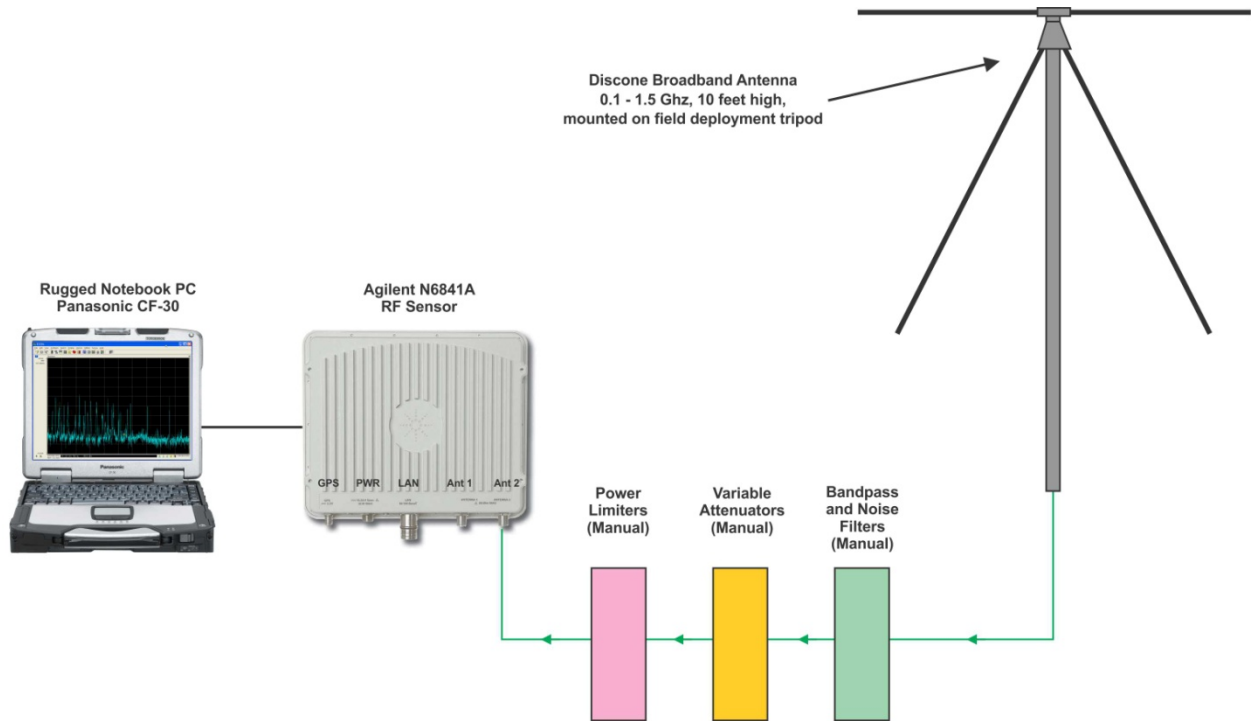 Discone Broadband Antenna
0.1 - 1.5 Ghz, 10 feet high,
mounted on field deployment tripod
Rugged Notebook PC
Panasonic CF-30
Agilent N6841A
RF Sensor
Panasonic
GPS PWR LAN Ant 1 Ant 2
Power
Limiters
(Manual)
Variable
Attenuators
(Manual)
Bandpass
and Noise
Filters
(Manual)